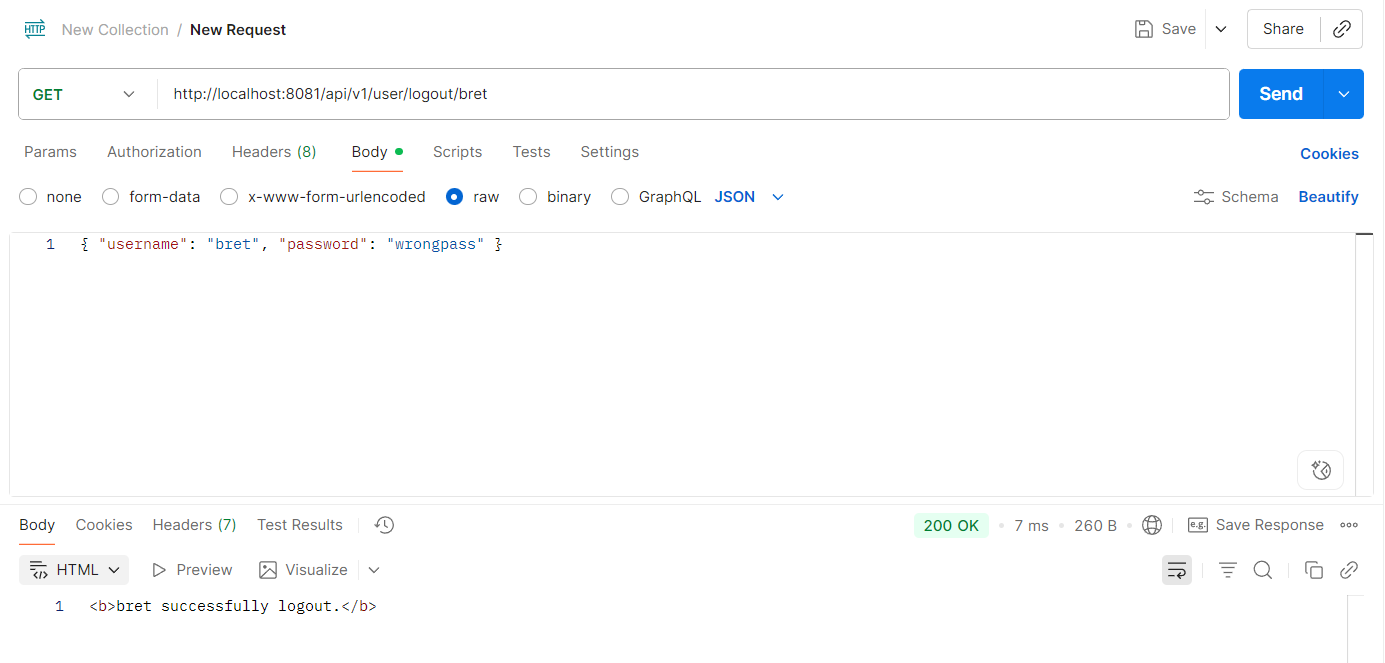 HTTP New Collection / New Request Save Share
GET http://localhost:8081/api/v1/user/logout/bret Send
Params Authorization Headers (8) Body Scripts Tests Settings Cookies
none form-data x-www-form-urlencoded raw binary GraphQL JSON Schema Beautify
1 { "username": "bret", "password": "wrongpass" }
Body Cookies Headers (7) Test Results 200 OK • 7 ms • 260 B • e.g. Save Response
HTML Preview Visualize
1 <b>bret successfully logout.</b>